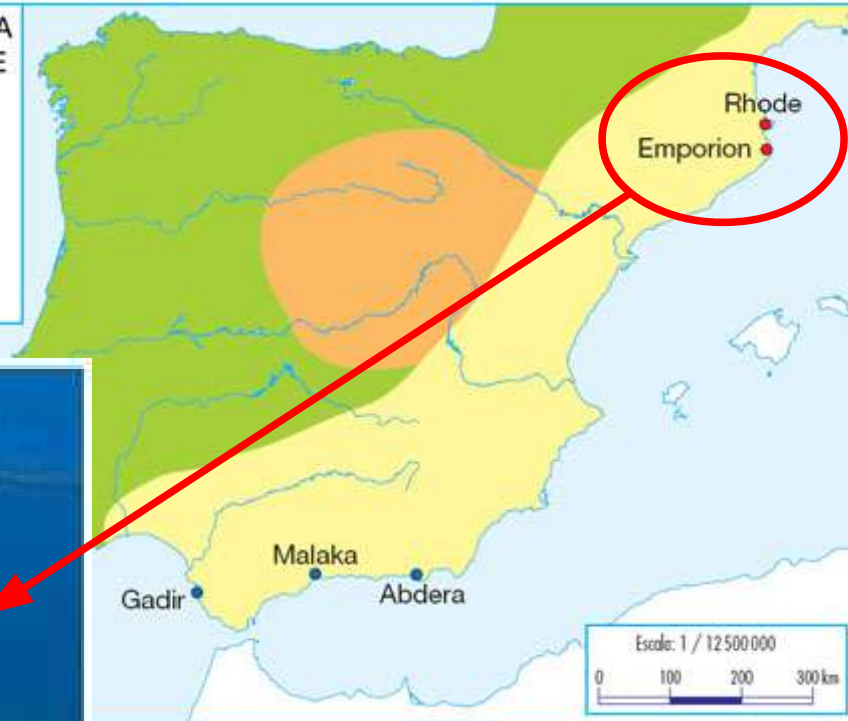 A
E
Rhode
Emporion
Malaka
Gadir
Abdera
Escala: 1 / 12 500 000
0 100 200 300 km